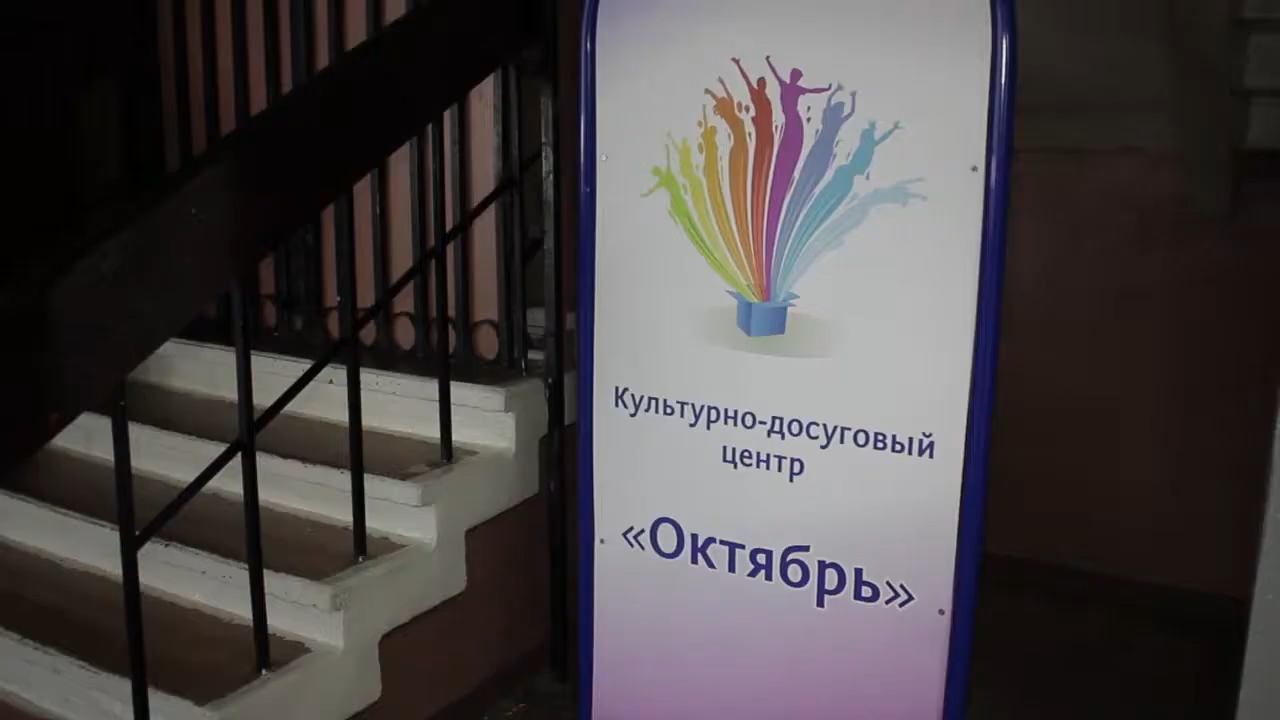 Культурно-досуговый
центр
«Октябрь»